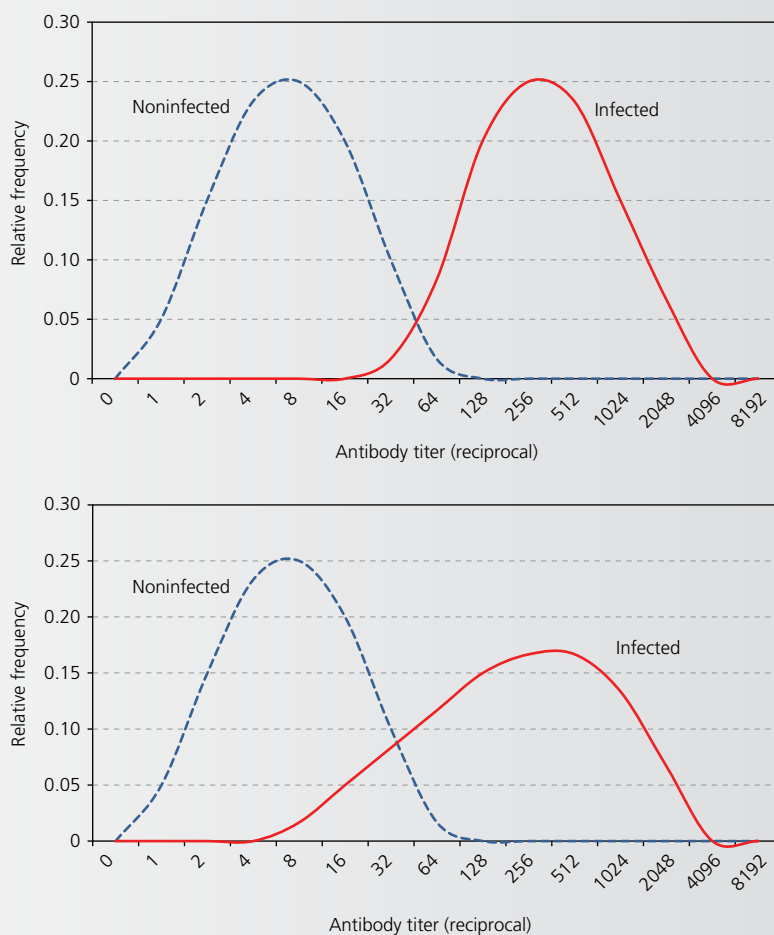 0.30
0.25
0.20
0.15
0.10
0.05
0
Relative frequency
Noninfected
Infected
0 1 2 4 8 16 32 64 128 256 512 1024 2048 4096 8192
Antibody titer (reciprocal)
0.30
0.25
0.20
0.15
0.10
0.05
0
Relative frequency
Noninfected
Infected
0 1 2 4 8 16 32 64 128 256 512 1024 2048 4096 8192
Antibody titer (reciprocal)